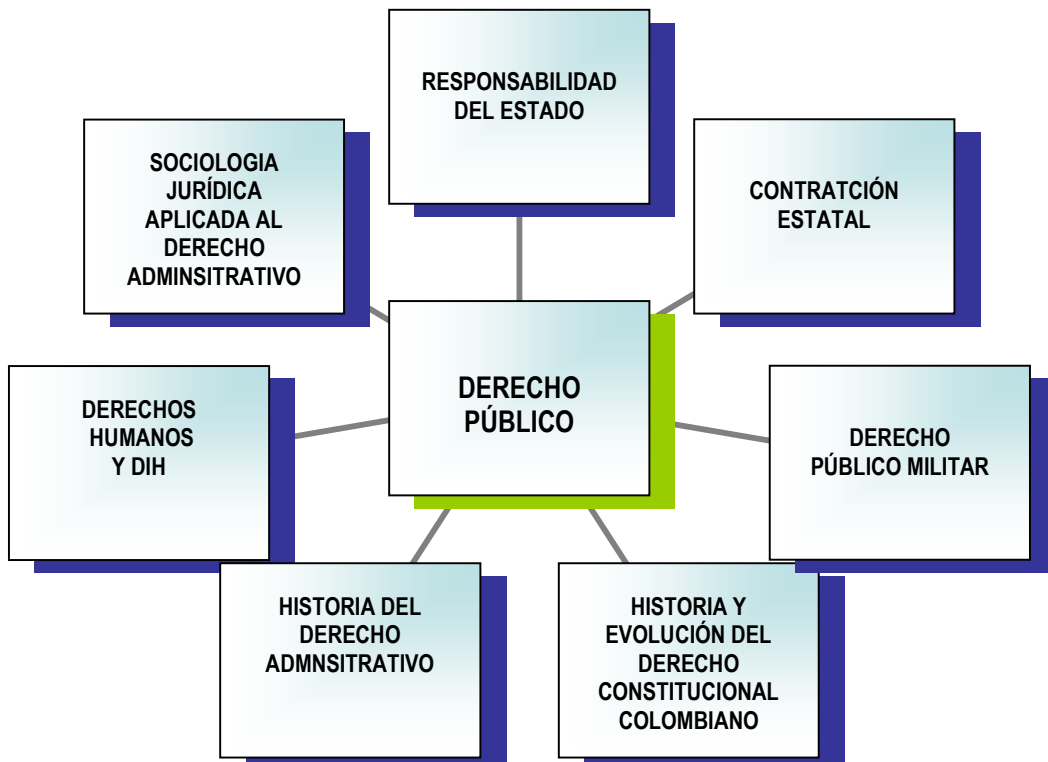 RESPONSABILIDAD
DEL ESTADO
SOCIOLOGIA
JURÍDICA
APLICADA AL
DERECHO
ADMINSITRATIVO
CONTRATCIÓN
ESTATAL
DERECHO
PÚBLICO
DERECHOS
HUMANOS
Y DIH
DERECHO
PÚBLICO MILITAR
HISTORIA DEL
DERECHO
ADMNSITRATIVO
HISTORIA Y
EVOLUCIÓN DEL
DERECHO
CONSTITUCIONAL
COLOMBIANO